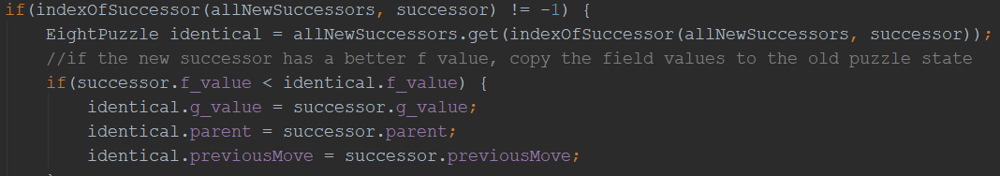 if(indexOfSuccessor(allNewSuccessors, successor) != -1) {
EightPuzzle identical = allNewSuccessors.get(indexOfSuccessor(allNewSuccessors, successor));
//if the new successor has a better f value, copy the field values to the old puzzle state
if(successor.f_value < identical.f_value) {
identical.g_value = successor.g_value;
identical.parent = successor.parent;
identical.previousMove = successor.previousMove;